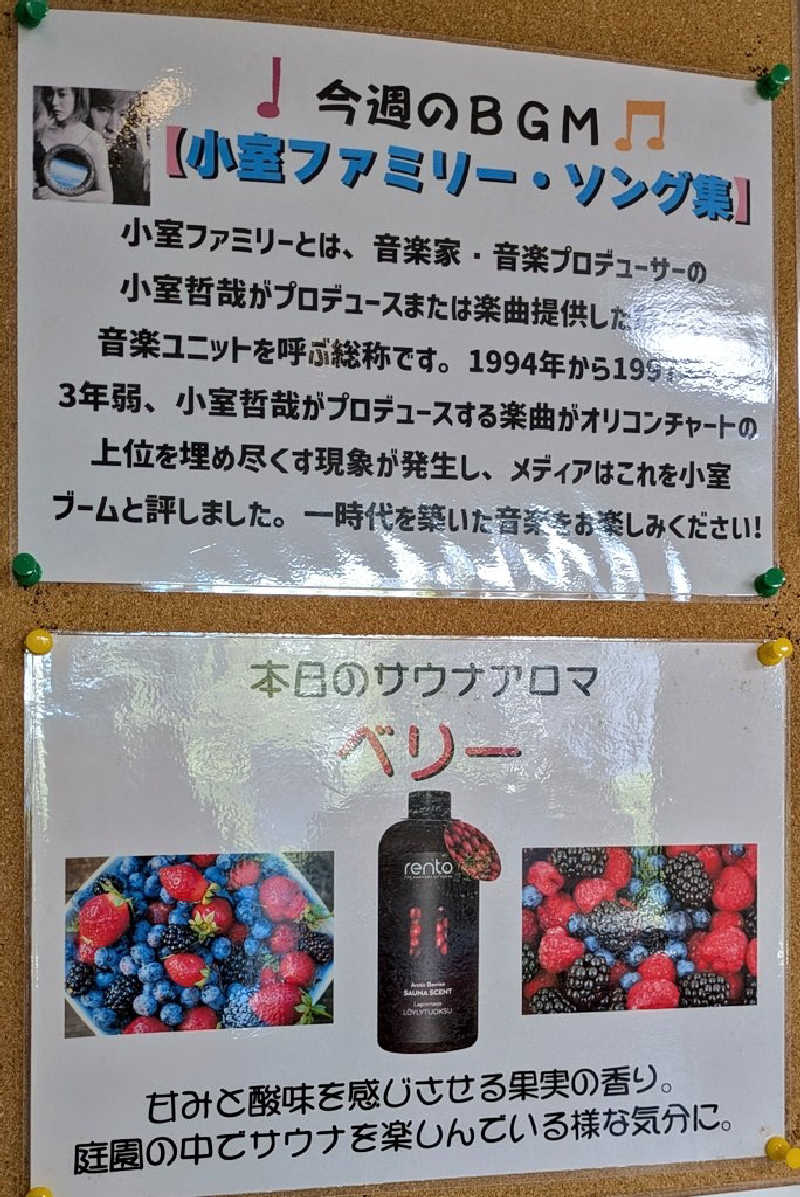 今週のBGM
【小室ファミリー・ソング集】
小室ファミリーとは、音楽家・音楽プロデューサーの
小室哲哉がプロデュースまたは楽曲提供した
音楽ユニットを呼ぶ総称です。1994年から199
3年弱、小室哲哉がプロデュースする楽曲がオリコンチャートの
上位を埋め尽くす現象が発生し、メディアはこれを小室
ブームと評しました。一時代を築いた音楽をお楽しみください!
本日のサウナアロマ
ベリー
rento
Arctic Berries
SAUNA SCENT
LÖYLYTUOKSU
甘みと酸味を感じさせる果実の香り。
庭園の中でサウナを楽しんでいる様な気分に。